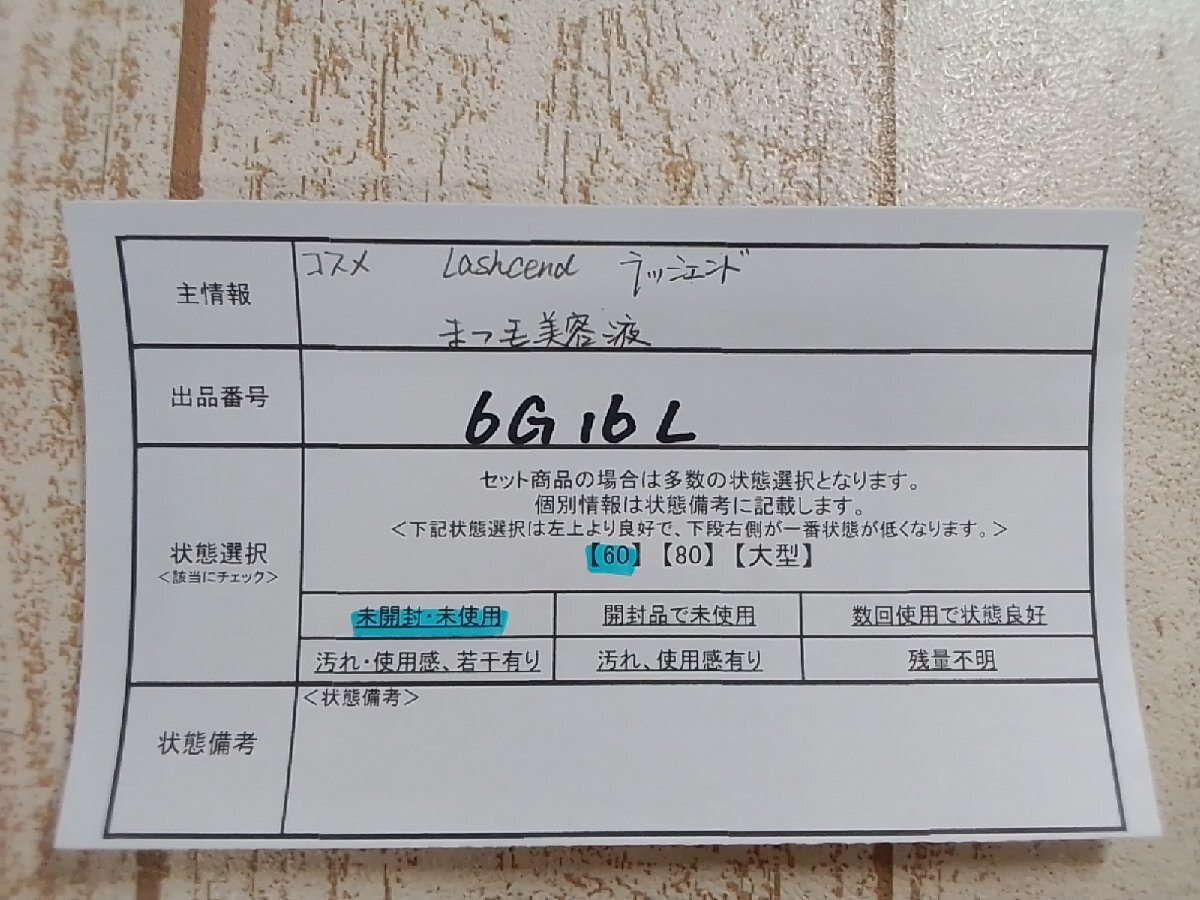 主情報
コスメ Lashcend ラッシェンド
まつ毛美容液
出品番号
6G16L
状態選択
＜該当にチェック＞
セット商品の場合は多数の状態選択となります。
個別情報は状態備考に記載します。
＜下記状態選択は左上より良好で、下段右側が一番状態が低くなります。＞
【60】【80】【大型】
未開封・未使用 開封品で未使用 数回使用で状態良好
汚れ・使用感、若干有り 汚れ、使用感有り 残量不明
状態備考
＜状態備考＞